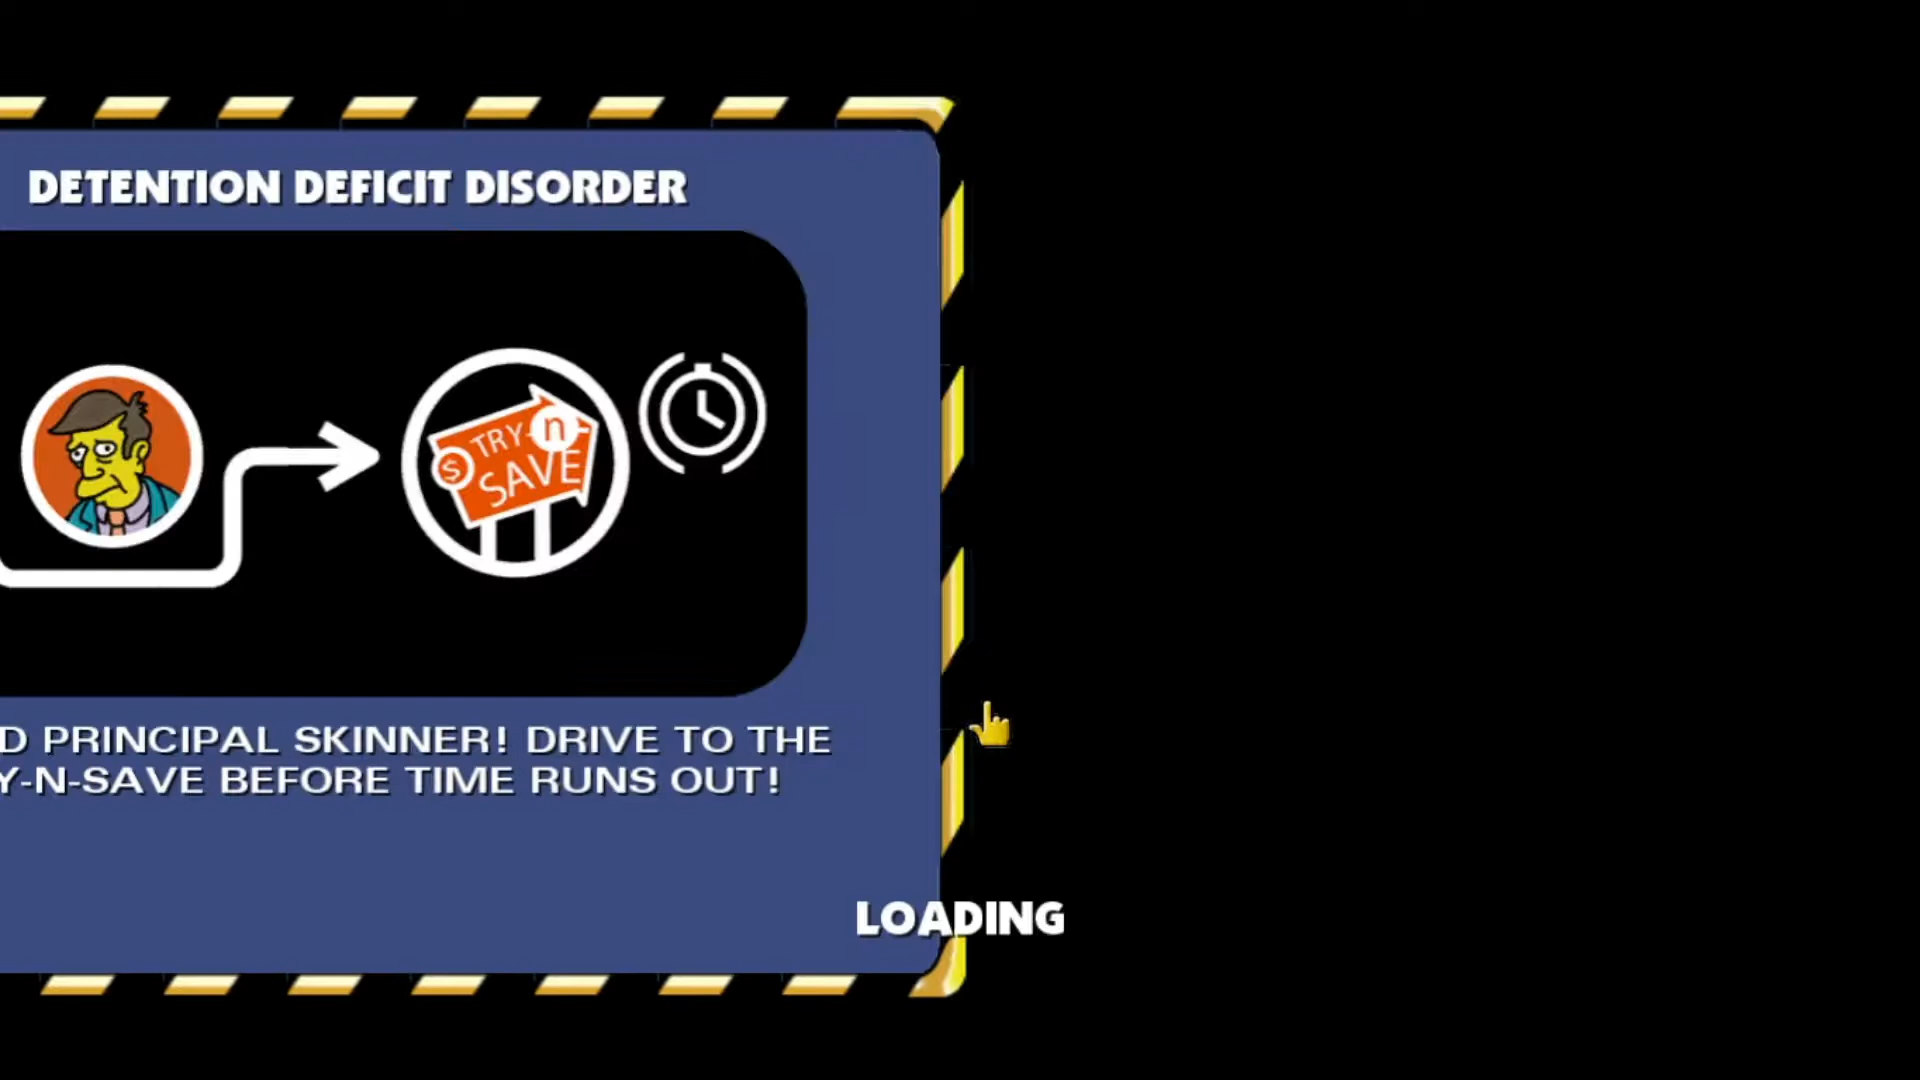 DETENTION DEFICIT DISORDER
TRY-n
$ SAVE
D PRINCIPAL SKINNER! DRIVE TO THE
Y-N-SAVE BEFORE TIME RUNS OUT!
LOADING